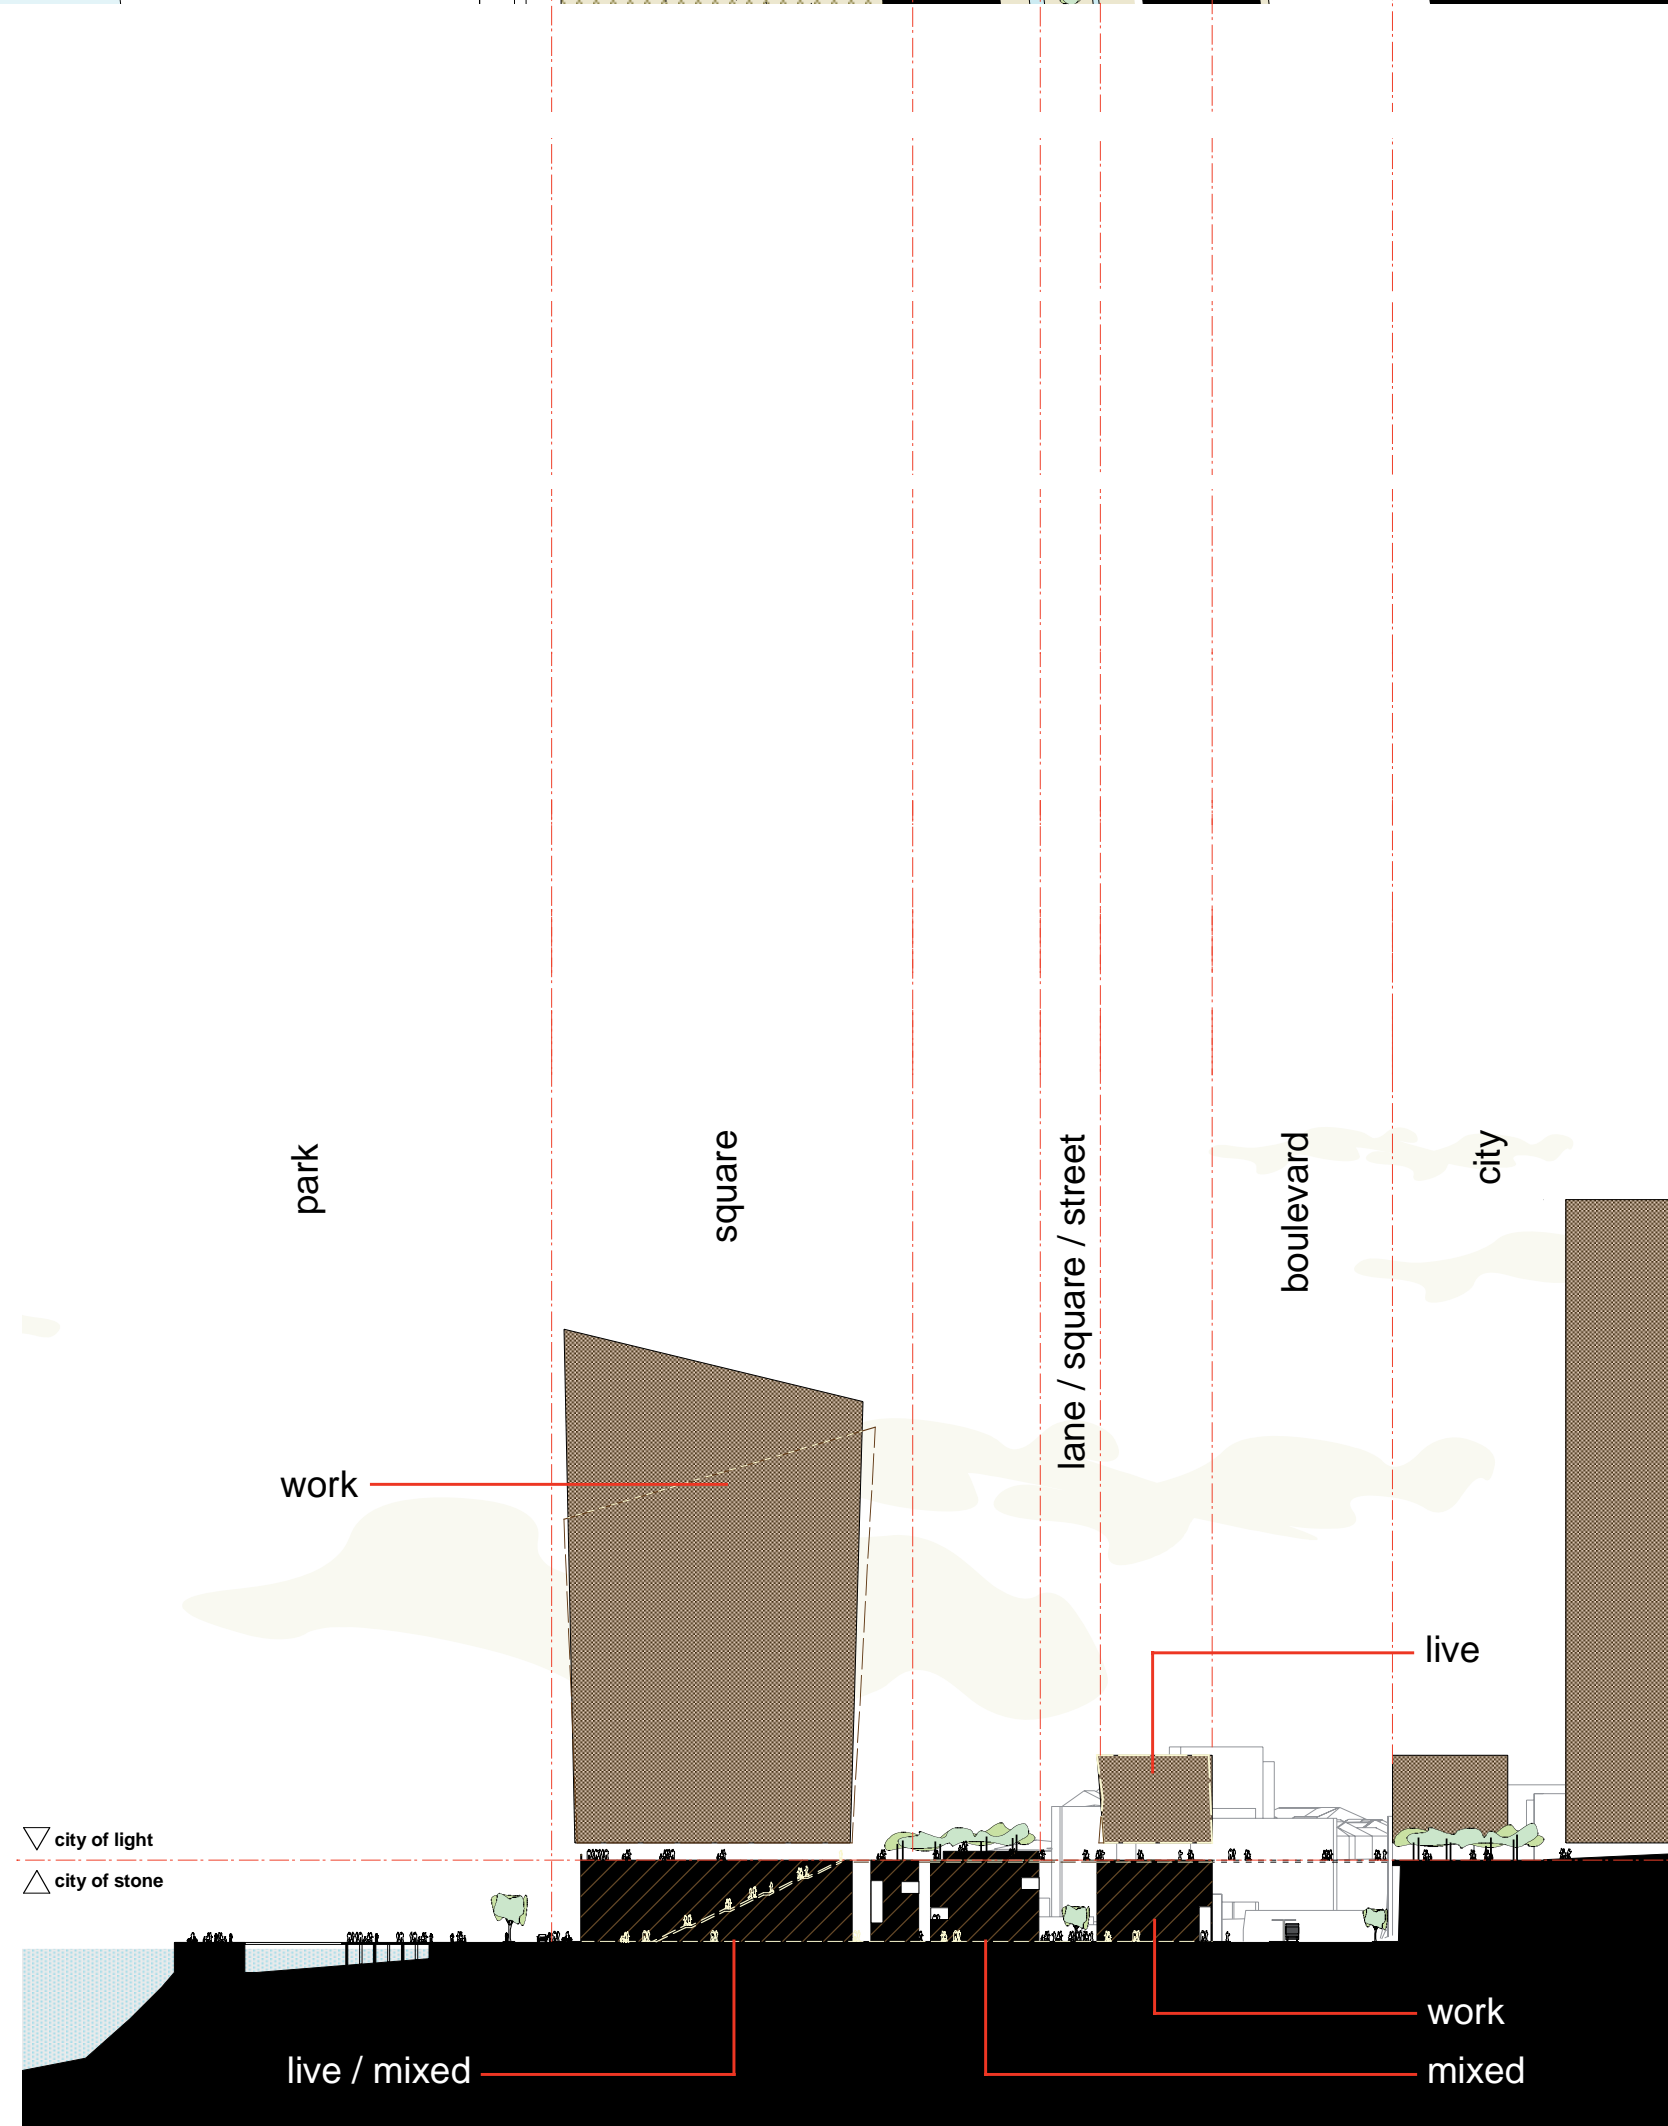 park
square
lane / square / street
boulevard
city
work
live
city of light
city of stone
work
live / mixed
mixed